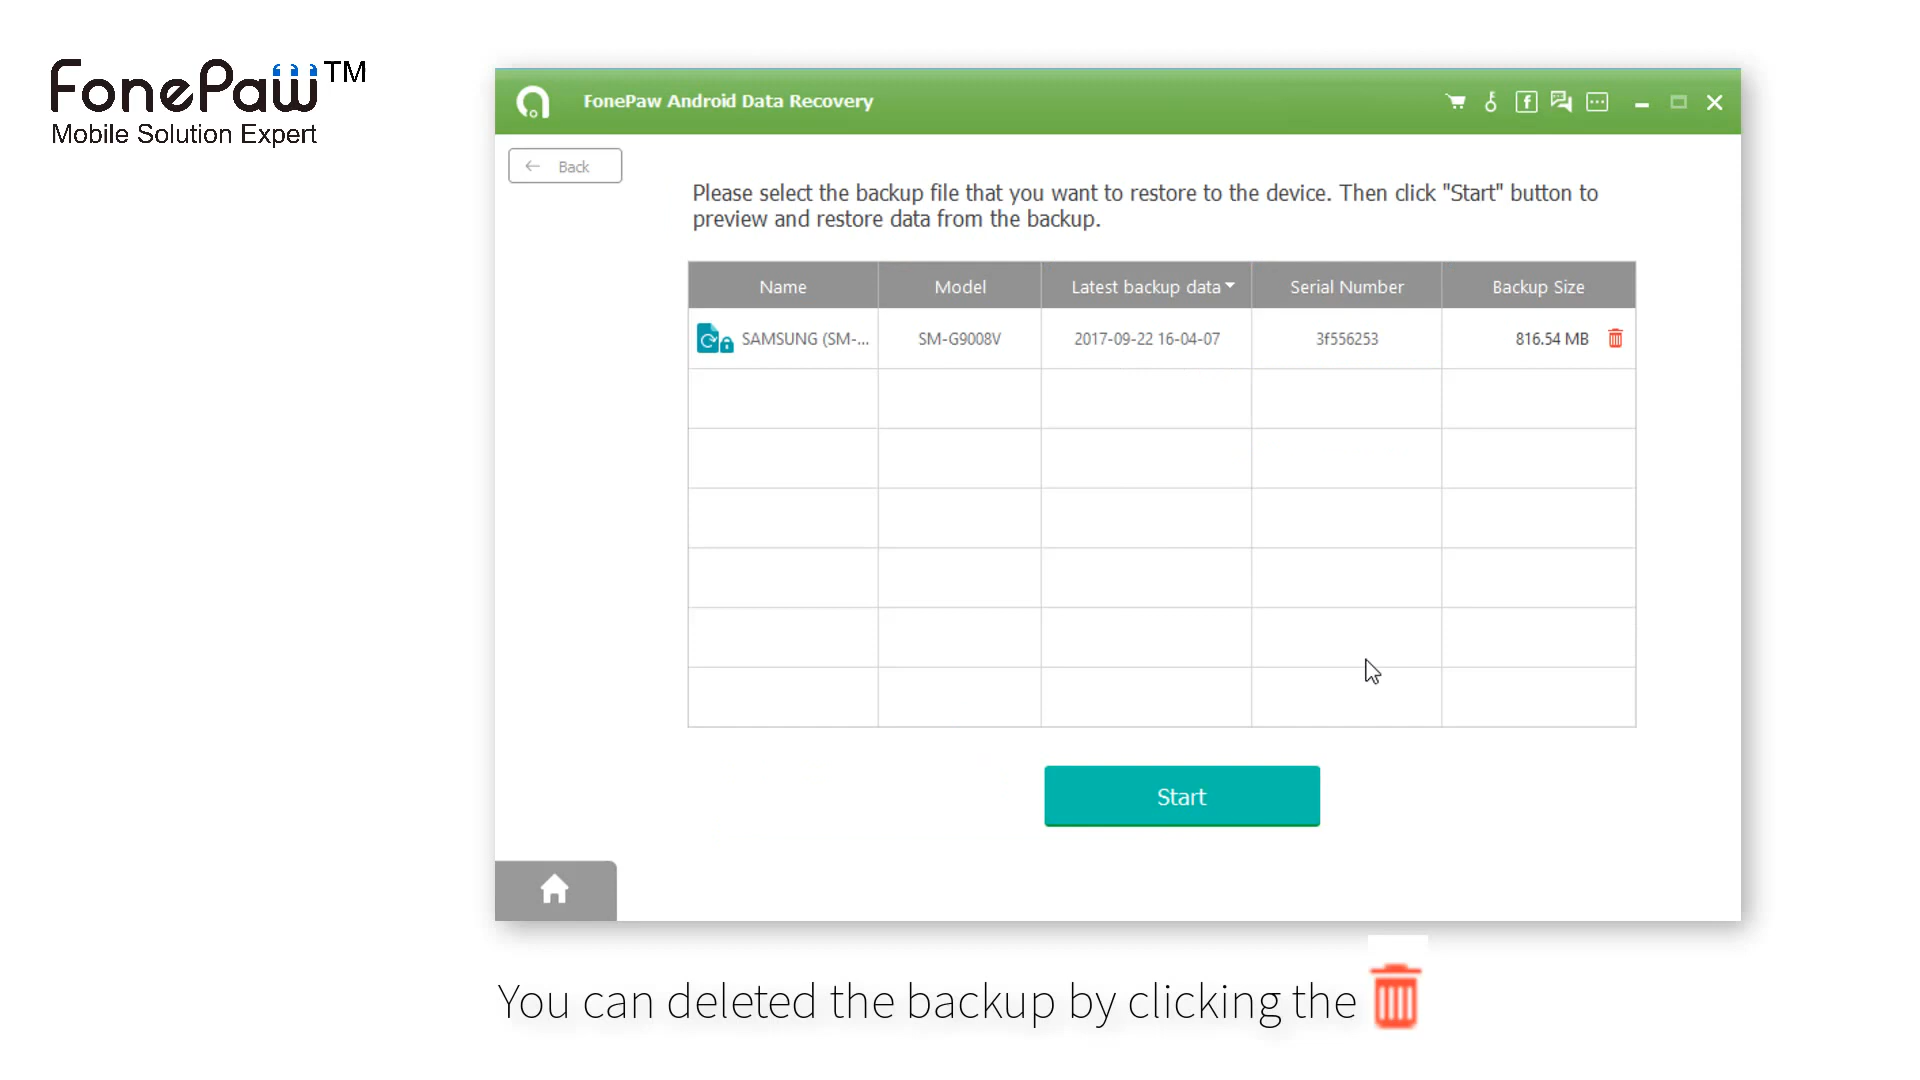 FonePaw™
Mobile Solution Expert
FonePaw Android Data Recovery
Back
Please select the backup file that you want to restore to the device. Then click "Start" button to
preview and restore data from the backup.
Name Model Latest backup data Serial Number Backup Size
SAMSUNG (SM-... SM-G9008V 2017-09-22 16-04-07 3f556253 816.54 MB
Start
You can deleted the backup by clicking the